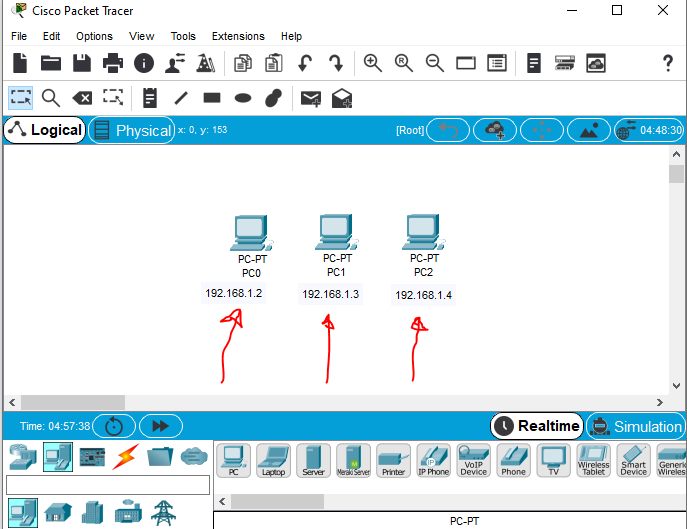 Cisco Packet Tracer
File Edit Options View Tools Extensions Help
Logical Physical x: 0, y: 153 [Root] 04:48:30
PC-PT PC-PT PC-PT
PC0 PC1 PC2
192.168.1.2 192.168.1.3 192.168.1.4
Time: 04:57:38 Realtime Simulation
PC Laptop Server Meraki Server Printer IP Phone VoIP Device Phone TV Wireless Tablet Smart Device Generic Wireless
PC-PT